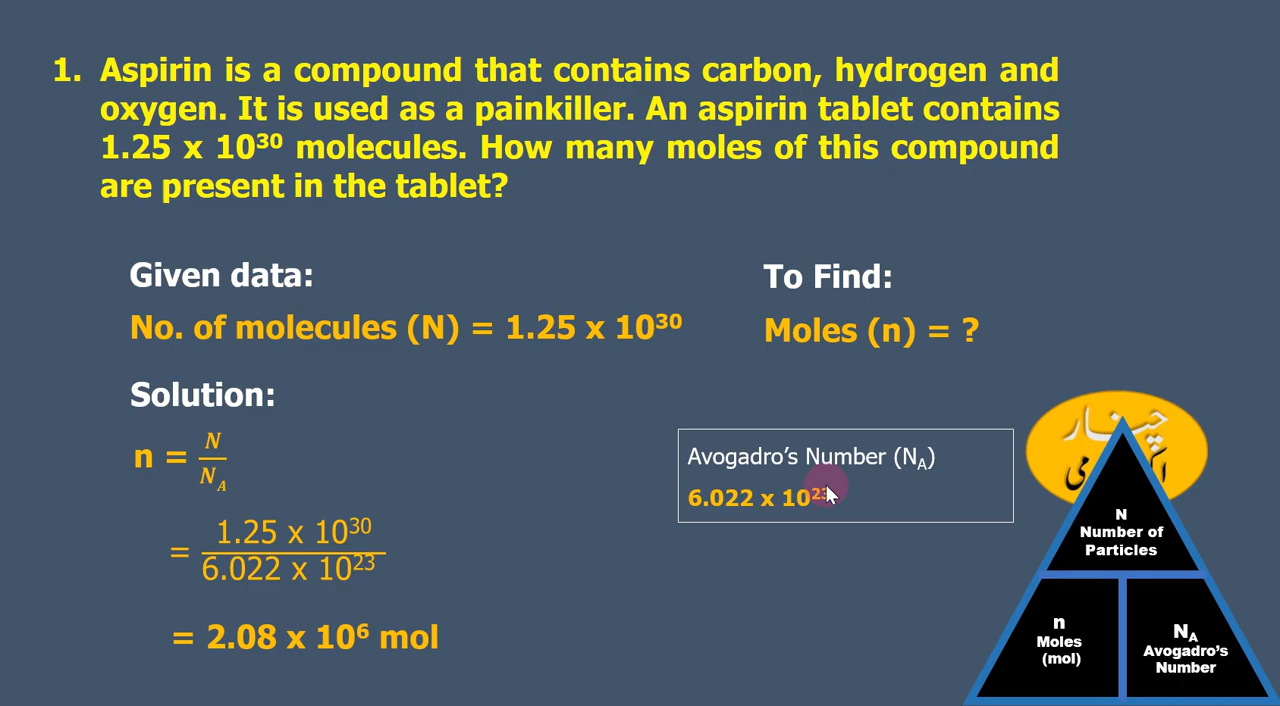 1. Aspirin is a compound that contains carbon, hydrogen and
oxygen. It is used as a painkiller. An aspirin tablet contains
1.25 x 10³⁰ molecules. How many moles of this compound
are present in the tablet?
Given data:
No. of molecules (N) = 1.25 x 10³⁰
To Find:
Moles (n) = ?
Solution:
n = N / N_A
= 1.25 x 10³⁰ / 6.022 x 10²³
= 2.08 x 10⁶ mol
Avogadro's Number (N_A)
6.022 x 10²³
چنار
N
Number of
Particles
n
Moles
(mol)
N_A
Avogadro's
Number